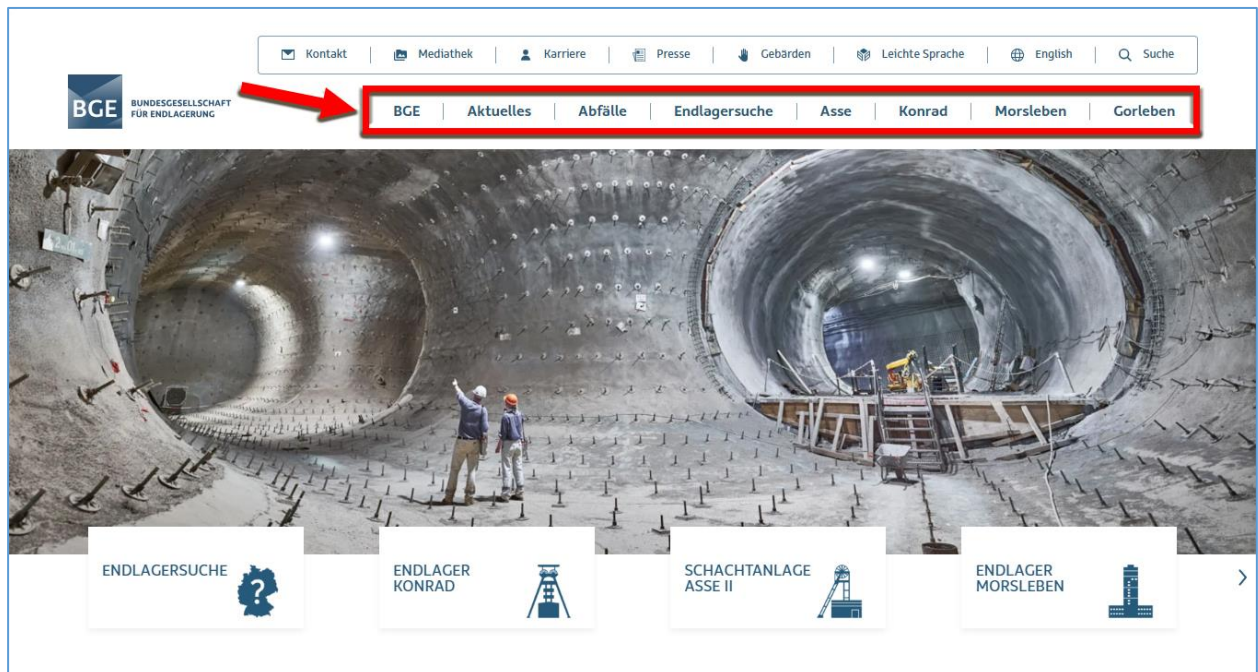 Kontakt Mediathek Karriere Presse Gebärden Leichte Sprache English Suche
BGE BUNDESGESELLSCHAFT
FÜR ENDLAGERUNG
BGE Aktuelles Abfälle Endlagersuche Asse Konrad Morsleben Gorleben
ENDLAGERSUCHE
?
ENDLAGER
KONRAD
SCHACHTANLAGE
ASSE II
ENDLAGER
MORSLEBEN